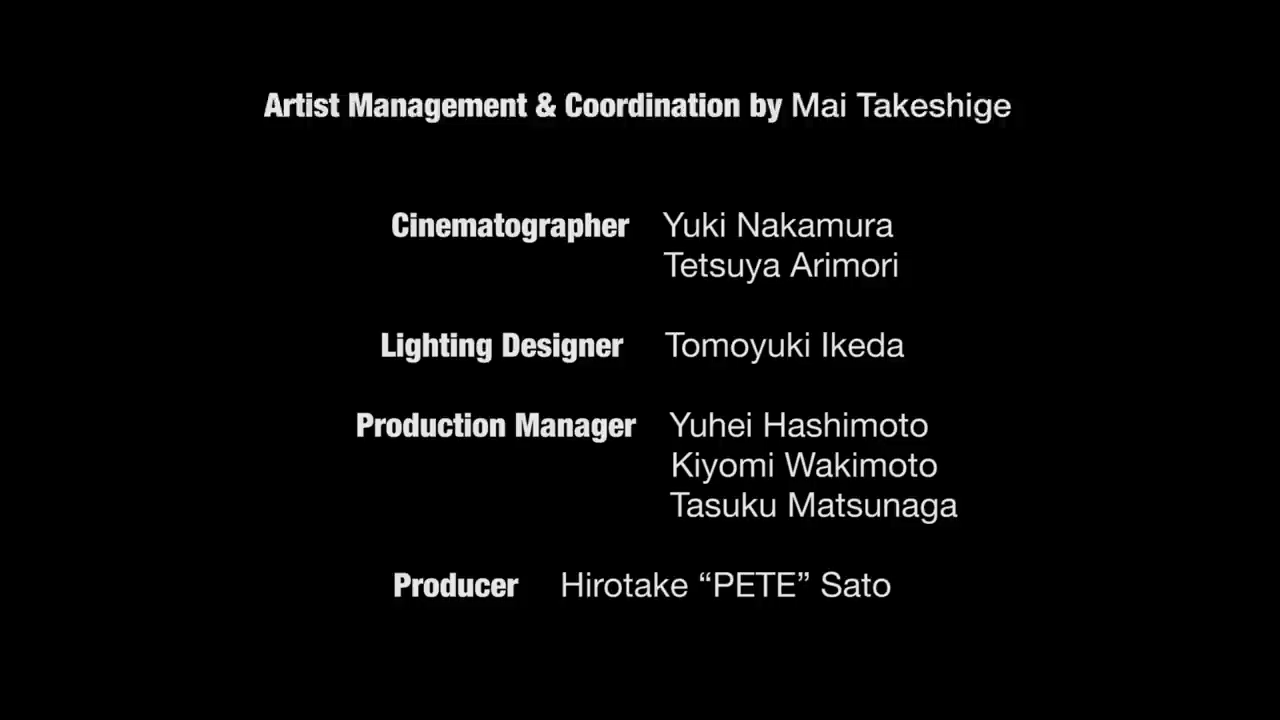 Artist Management & Coordination by Mai Takeshige
Cinematographer Yuki Nakamura
Tetsuya Arimori
Lighting Designer Tomoyuki Ikeda
Production Manager Yuhei Hashimoto
Kiyomi Wakimoto
Tasuku Matsunaga
Producer Hirotake “PETE” Sato